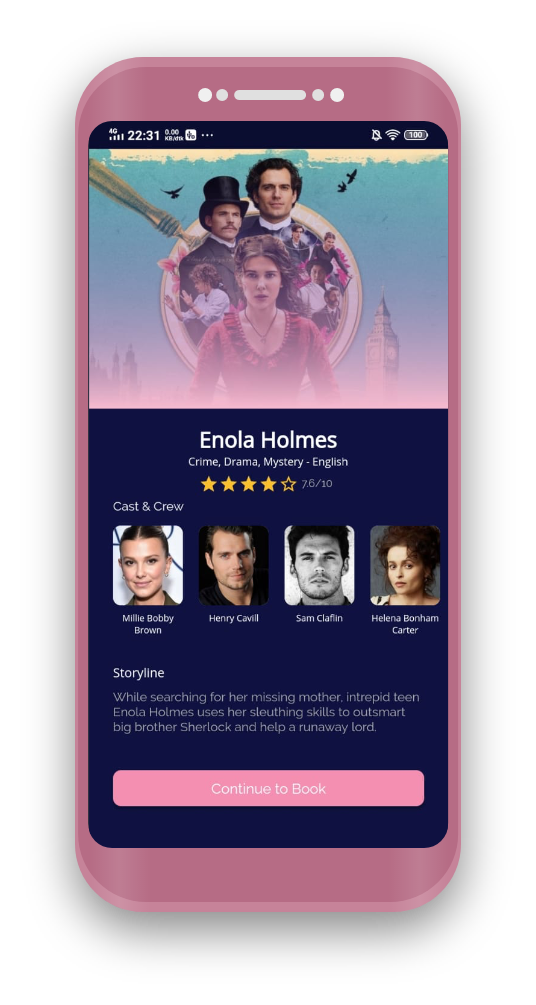 4G 22:31 0.00 ...  100
KB/
Enola Holmes
Crime, Drama, Mystery - English
7.6/10
Cast & Crew
Millie Bobby Brown
Henry Cavill
Sam Claflin
Helena Bonham Carter
Storyline
While searching for her missing mother, intrepid teen
Enola Holmes uses her sleuthing skills to outsmart
big brother Sherlock and help a runaway lord.
Continue to Book